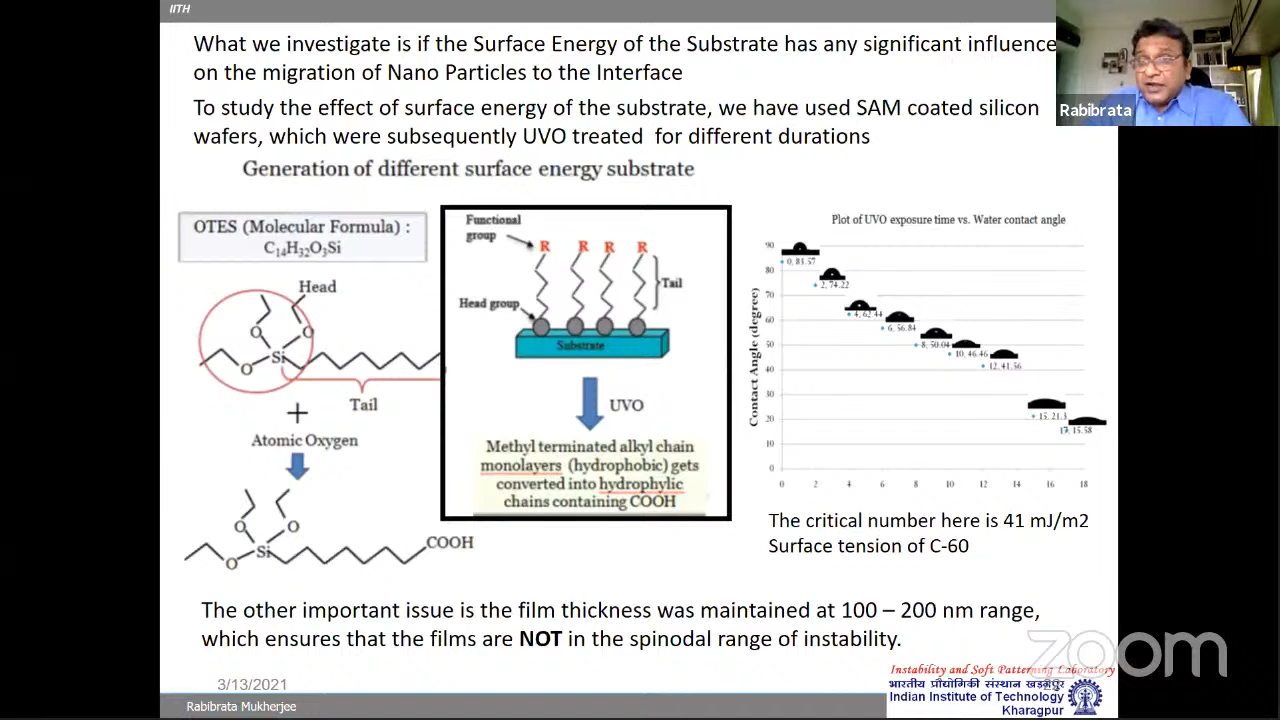 IITH
What we investigate is if the Surface Energy of the Substrate has any significant influence
on the migration of Nano Particles to the Interface
To study the effect of surface energy of the substrate, we have used SAM coated silicon
wafers, which were subsequently UVO treated for different durations
Rabibrata
Generation of different surface energy substrate
OTES (Molecular Formula) :
C14H32O3Si
Head
O
O
Si
O
Tail
+
Atomic Oxygen
O
O
Si
O
COOH
Functional
group
R R R R
Tail
Head group
Substrate
UVO
Methyl terminated alkyl chain
monolayers (hydrophobic) gets
converted into hydrophylic
chains containing COOH
Plot of UVO exposure time vs. Water contact angle
Contact Angle (degree)
90
80
70
60
50
40
30
20
10
0
0, 83.57
2, 74.22
4, 62.44
6, 56.84
8, 50.04
10, 46.46
12, 41.56
15, 21.3
17, 15.58
0 2 4 6 8 10 12 14 16 18
The critical number here is 41 mJ/m2
Surface tension of C-60
The other important issue is the film thickness was maintained at 100 – 200 nm range,
which ensures that the films are NOT in the spinodal range of instability.
zoom
3/13/2021
Instability and Soft Patterning Laboratory
भारतीय प्रौद्योगिकी संस्थान खड़गपुर
Indian Institute of Technology
Kharagpur
Rabibrata Mukherjee